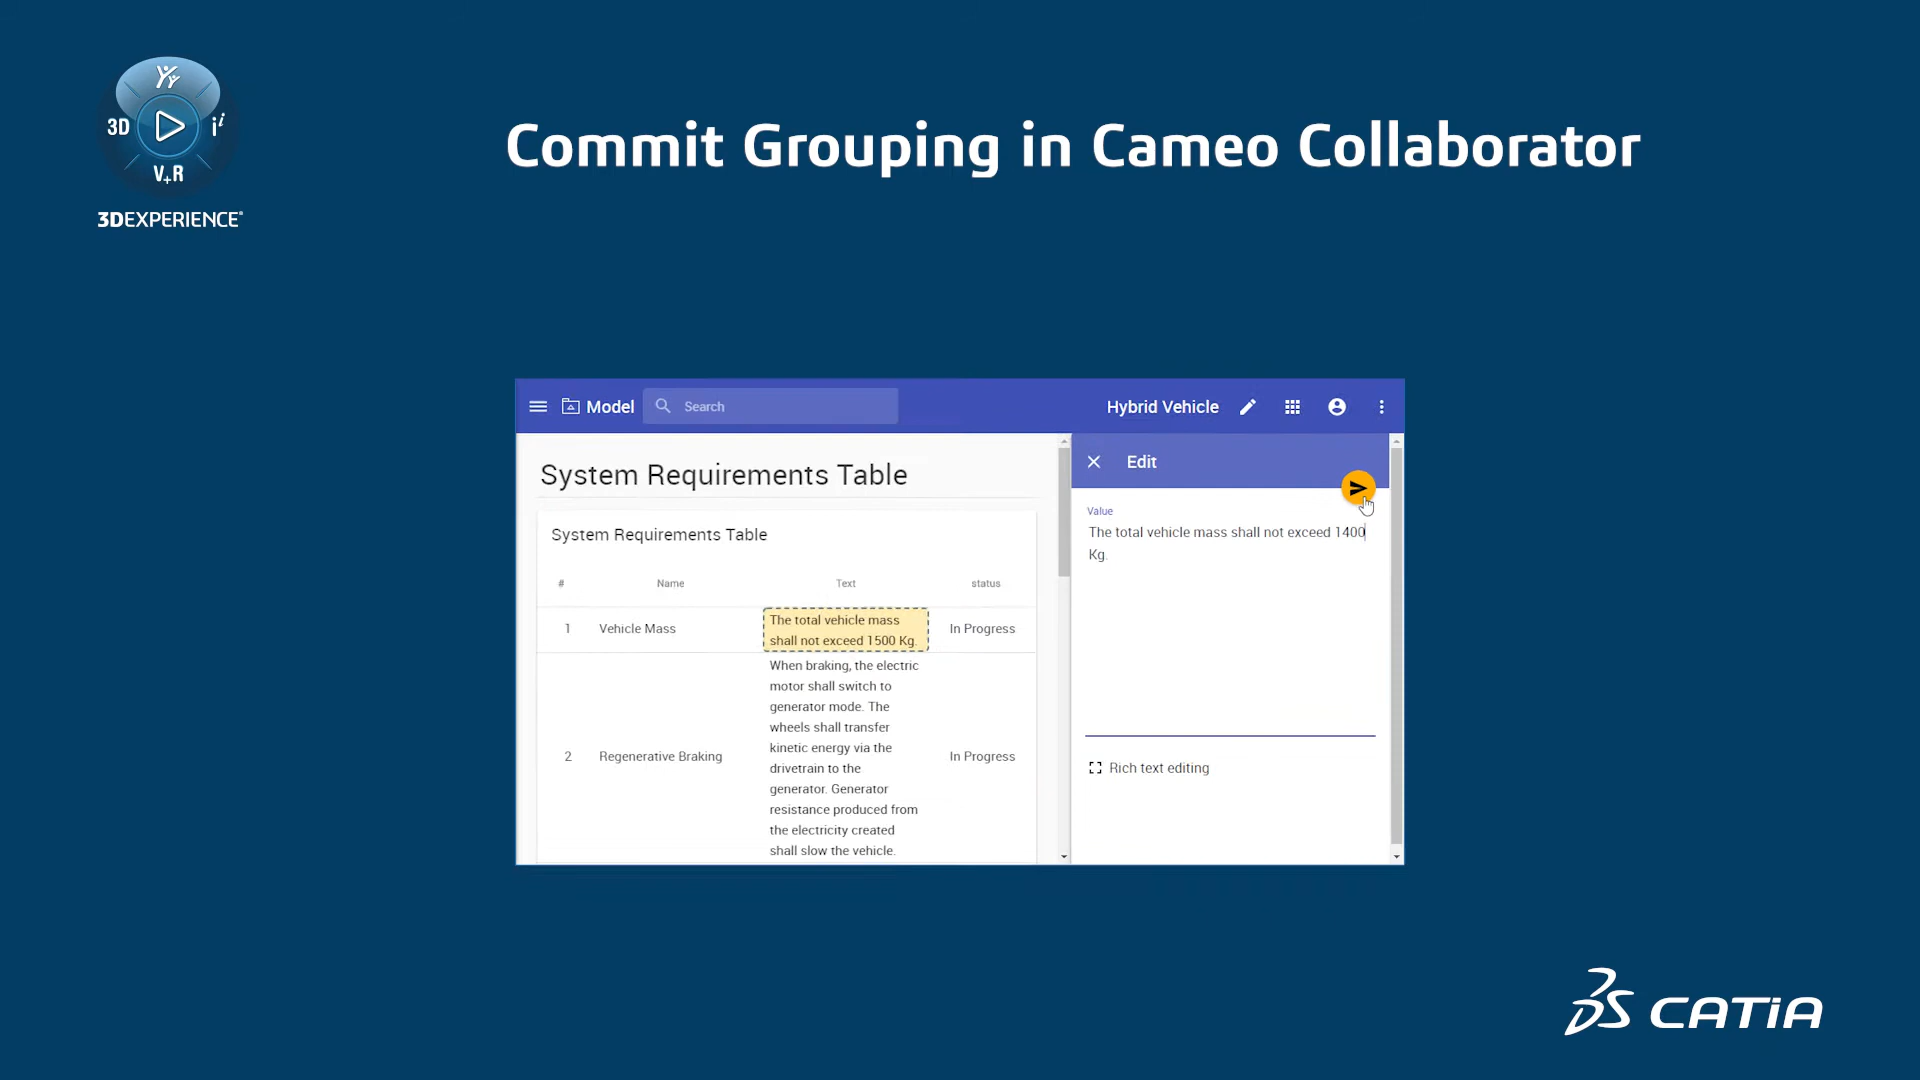 3D
V+R
3DEXPERIENCE
Commit Grouping in Cameo Collaborator
Model
Search
Hybrid Vehicle
System Requirements Table
System Requirements Table
# Name Text status
1 Vehicle Mass The total vehicle mass
shall not exceed 1500 Kg. In Progress
2 Regenerative Braking When braking, the electric
motor shall switch to
generator mode. The
wheels shall transfer
kinetic energy via the
drivetrain to the
generator. Generator
resistance produced from
the electricity created
shall slow the vehicle. In Progress
Edit
Value
The total vehicle mass shall not exceed 1400
Kg.
Rich text editing
CATIA